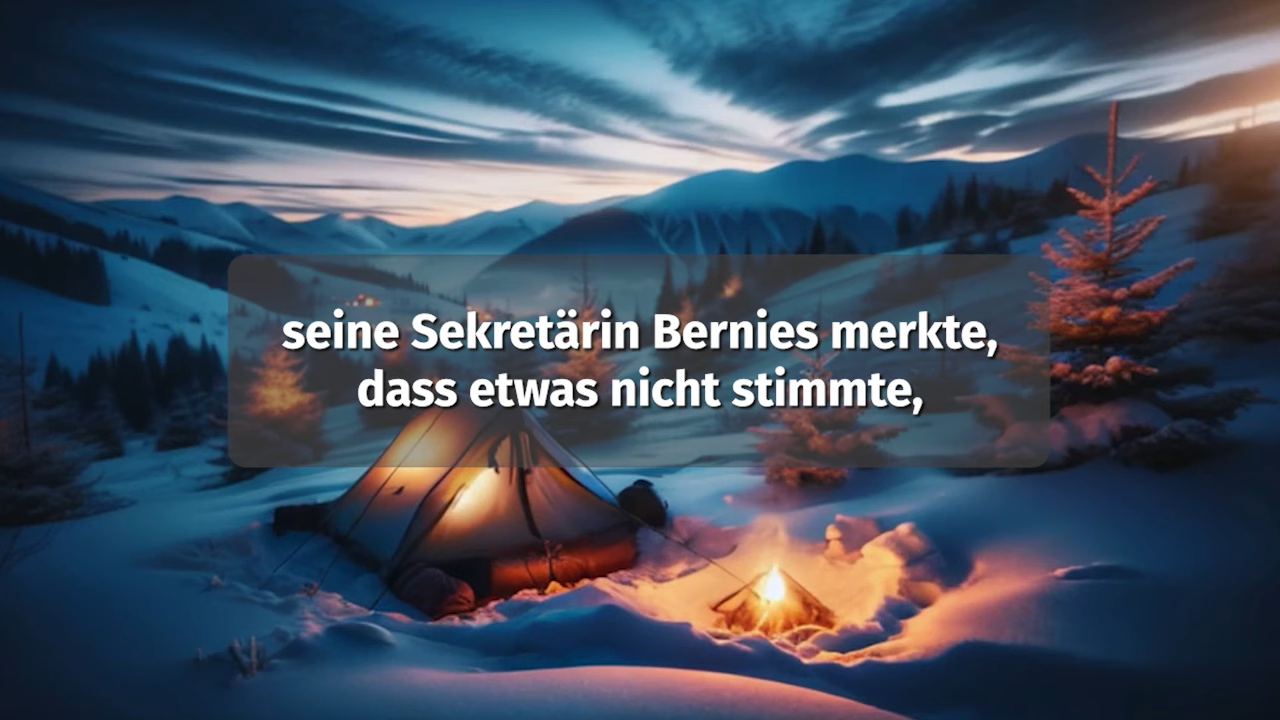 seine Sekretärin Bernies merkte,
dass etwas nicht stimmte,